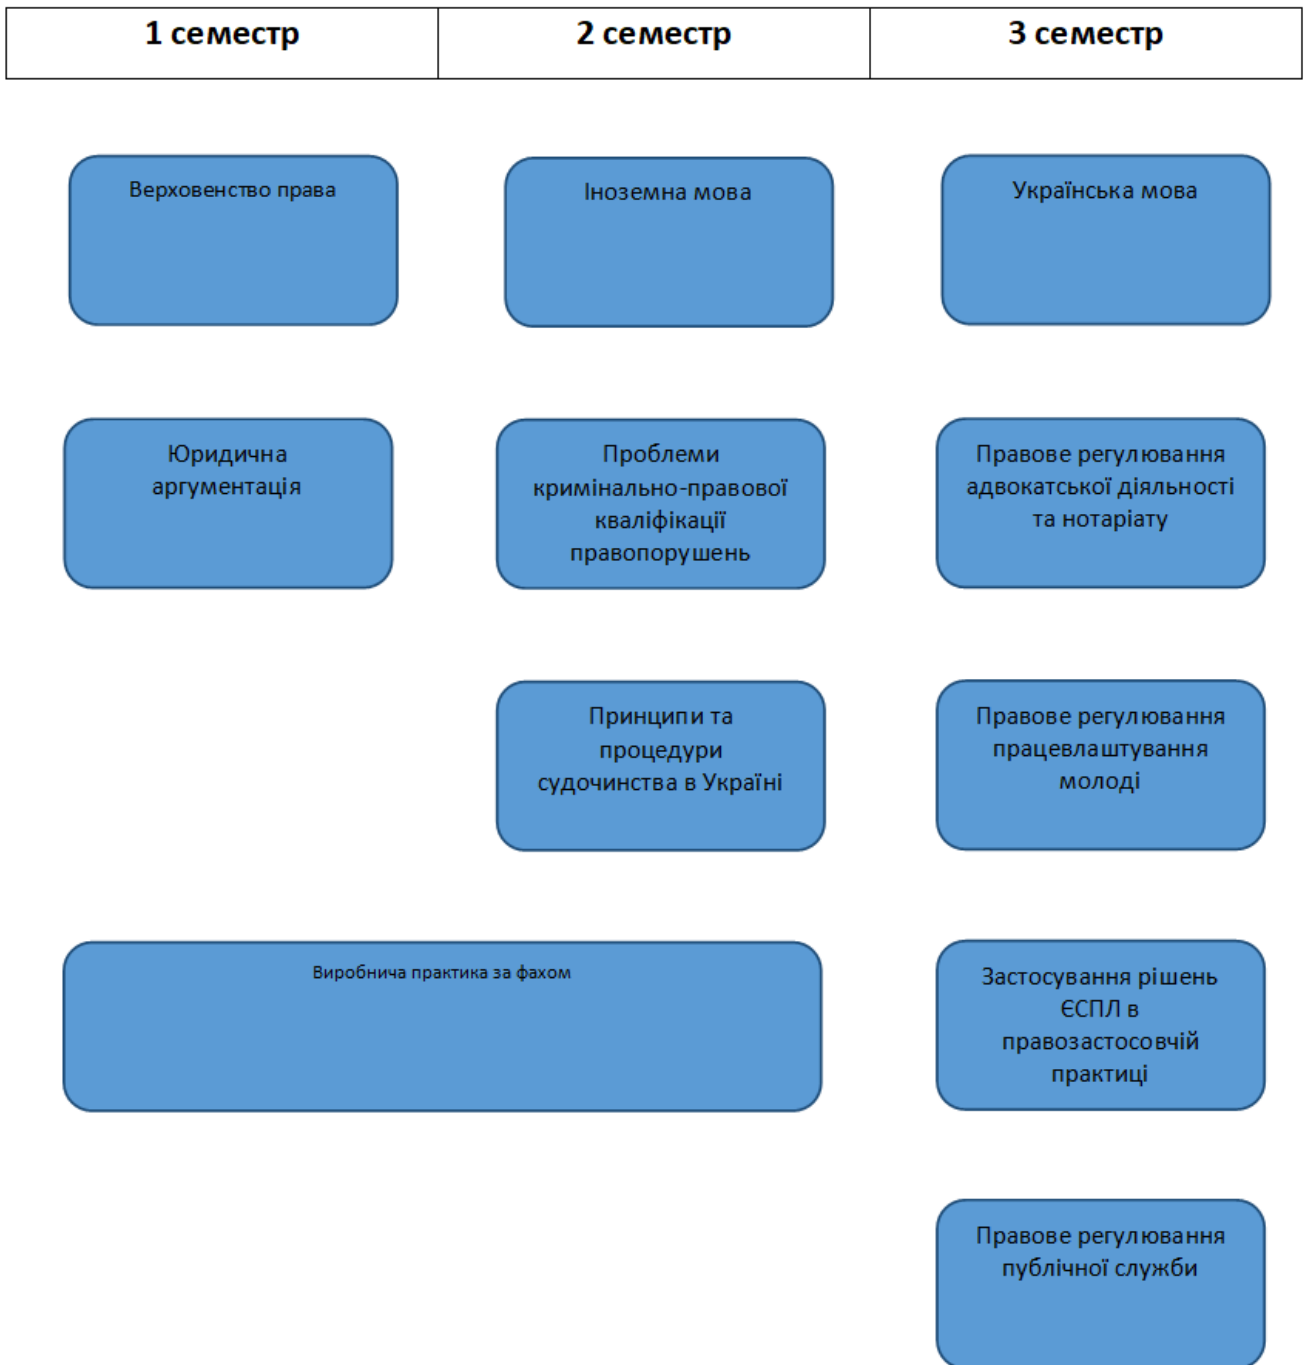 1 семестр
2 семестр
3 семестр
Верховенство права
Іноземна мова
Українська мова
Юридична
аргументація
Проблеми
кримінально-правової
кваліфікації
правопорушень
Правове регулювання
адвокатської діяльності
та нотаріату
Принципи та
процедури
судочинства в Україні
Правове регулювання
працевлаштування
молоді
Виробнича практика за фахом
Застосування рішень
ЄСПЛ в
правозастосовчій
практиці
Правове регулювання
публічної служби